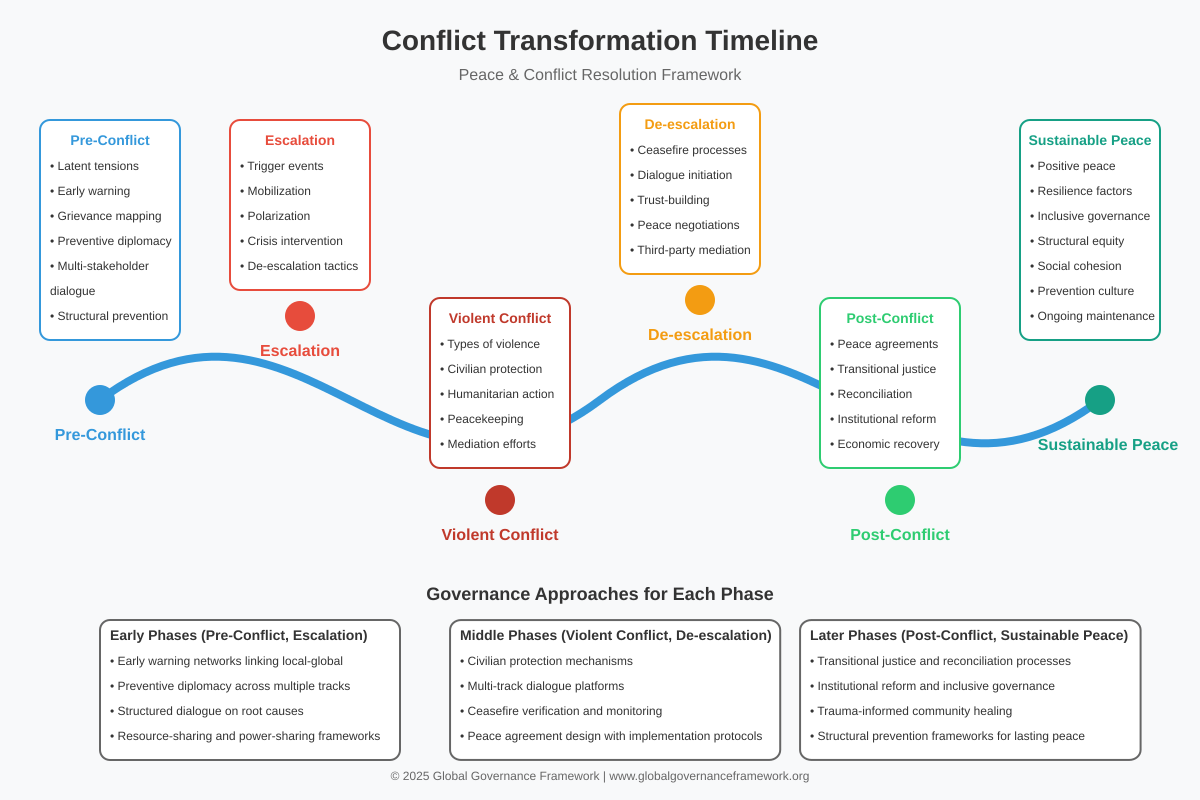 Conflict Transformation Timeline
Peace & Conflict Resolution Framework
Pre-Conflict
• Latent tensions
• Early warning
• Grievance mapping
• Preventive diplomacy
• Multi-stakeholder
dialogue
• Structural prevention
Pre-Conflict
Escalation
• Trigger events
• Mobilization
• Polarization
• Crisis intervention
• De-escalation tactics
Escalation
Violent Conflict
• Types of violence
• Civilian protection
• Humanitarian action
• Peacekeeping
• Mediation efforts
Violent Conflict
De-escalation
• Ceasefire processes
• Dialogue initiation
• Trust-building
• Peace negotiations
• Third-party mediation
De-escalation
Post-Conflict
• Peace agreements
• Transitional justice
• Reconciliation
• Institutional reform
• Economic recovery
Post-Conflict
Sustainable Peace
• Positive peace
• Resilience factors
• Inclusive governance
• Structural equity
• Social cohesion
• Prevention culture
• Ongoing maintenance
Sustainable Peace
Governance Approaches for Each Phase
Early Phases (Pre-Conflict, Escalation)
• Early warning networks linking local-global
• Preventive diplomacy across multiple tracks
• Structured dialogue on root causes
• Resource-sharing and power-sharing frameworks
Middle Phases (Violent Conflict, De-escalation)
• Civilian protection mechanisms
• Multi-track dialogue platforms
• Ceasefire verification and monitoring
• Peace agreement design with implementation protocols
Later Phases (Post-Conflict, Sustainable Peace)
• Transitional justice and reconciliation processes
• Institutional reform and inclusive governance
• Trauma-informed community healing
• Structural prevention frameworks for lasting peace
© 2025 Global Governance Framework | www.globalgovernanceframework.org